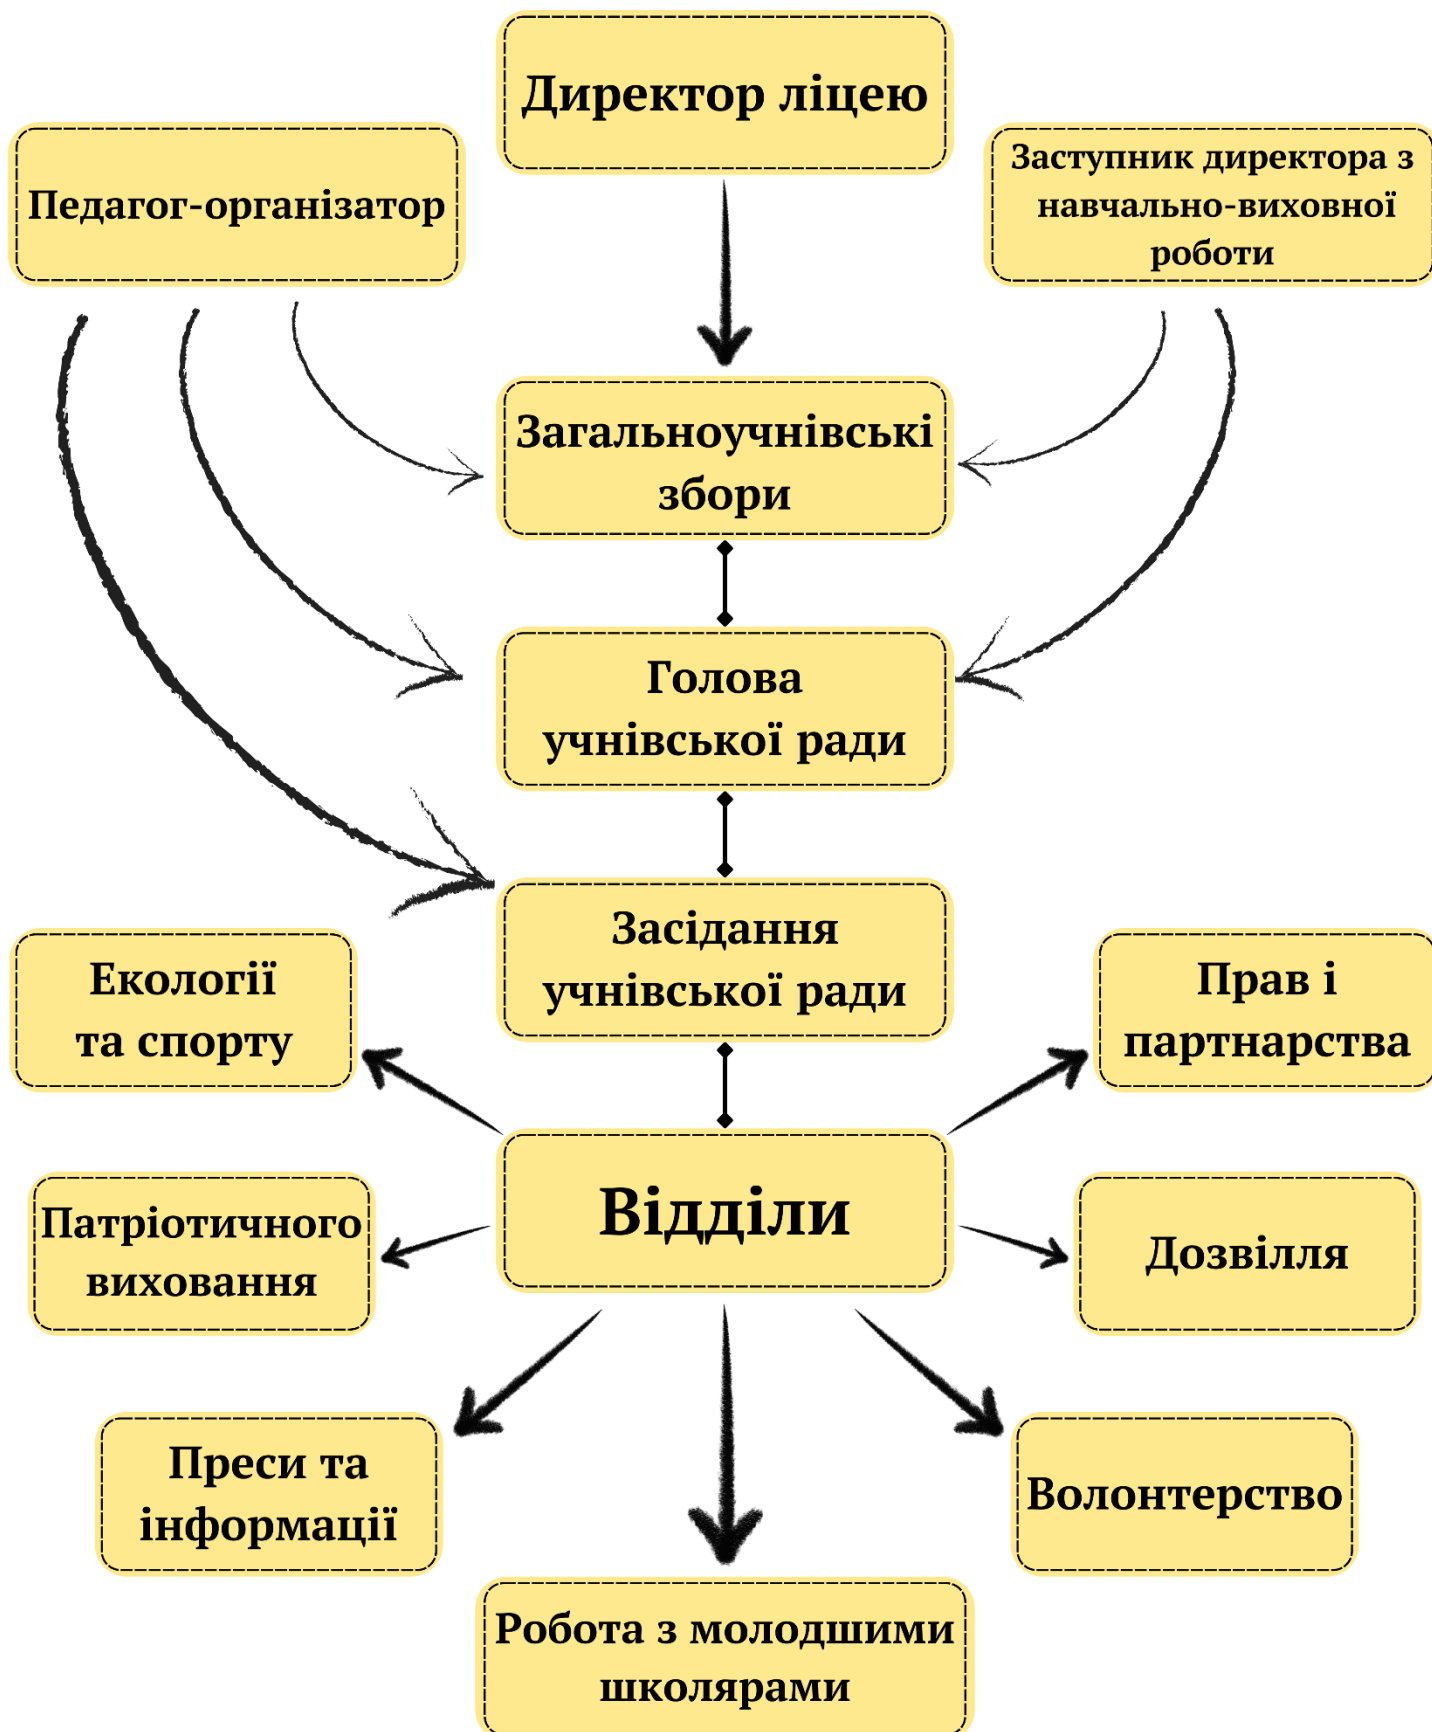 Директор ліцею
Педагог-організатор
Заступник директора з
навчально-виховної
роботи
Загальноучнівські
збори
Голова
учнівської ради
Засідання
учнівської ради
Екології
та спорту
Прав і
партнарства
Відділи
Патріотичного
виховання
Дозвілля
Преси та
інформації
Волонтерство
Робота з молодшими
школярами